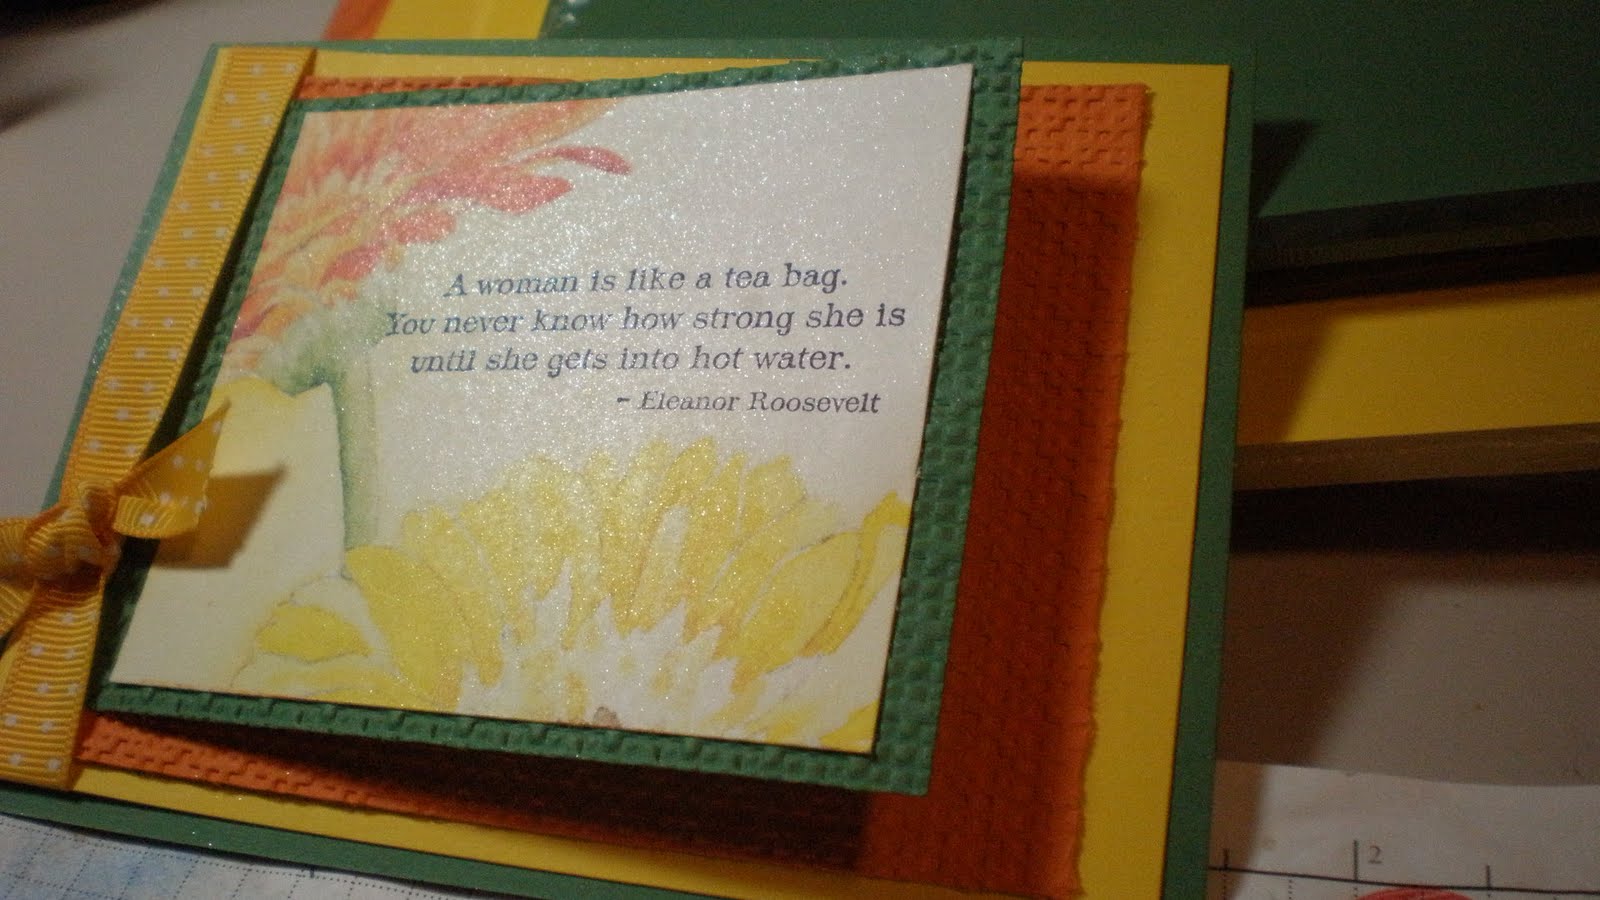 A woman is like a tea bag.
You never know how strong she is
until she gets into hot water.
- Eleanor Roosevelt
2